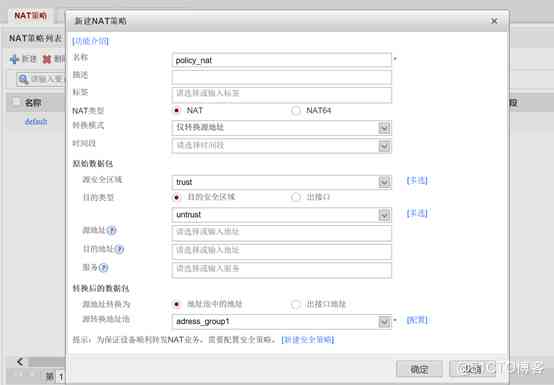 NAT策略
NAT策略列表
新建 删除
请输入要
名称
default
第 1
段
新建NAT策略
[功能介绍]
名称 policy_nat *
描述
标签 请选择或输入标签
NAT类型 NAT NAT64
转换模式 仅转换源地址
时间段 请选择时间段
原始数据包
源安全区域 trust [多选]
目的类型 目的安全区域 出接口
untrust [多选]
源地址 请选择或输入地址
目的地址 请选择或输入地址
服务 请选择或输入服务
转换后的数据包
源地址转换为 地址池中的地址 出接口地址
源转换地址池 adress_group1 * [配置]
提示:为保证设备顺利转发NAT业务,需要配置安全策略。 [新建安全策略]
确定 取消
@51CTO博客